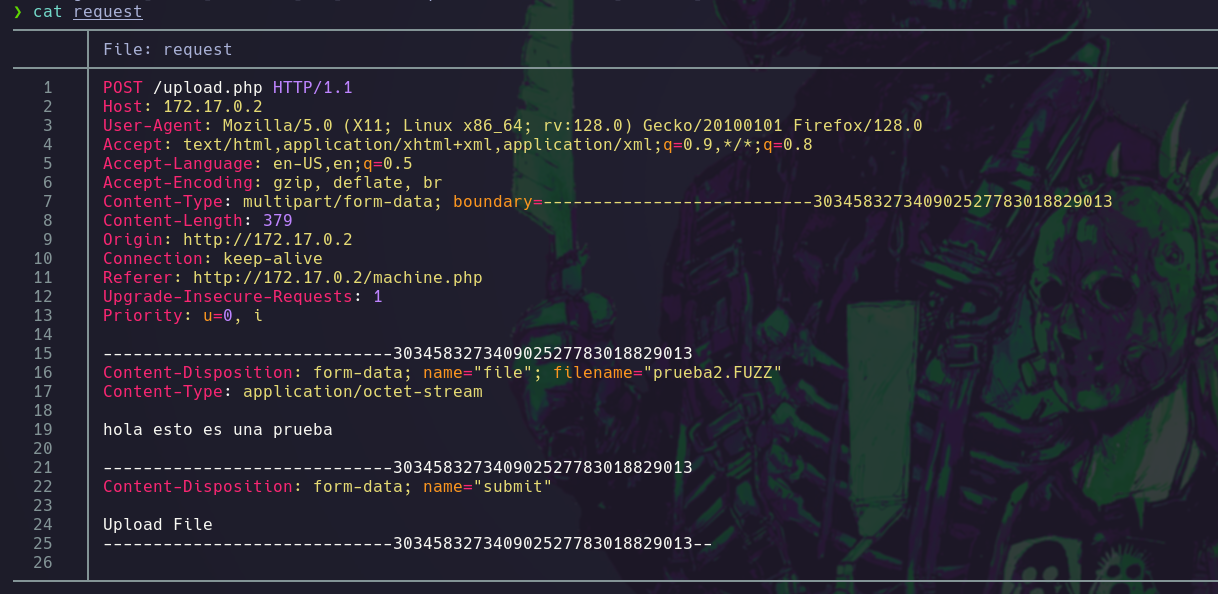 ❯ cat request
File: request
1 POST /upload.php HTTP/1.1
2 Host: 172.17.0.2
3 User-Agent: Mozilla/5.0 (X11; Linux x86_64; rv:128.0) Gecko/20100101 Firefox/128.0
4 Accept: text/html,application/xhtml+xml,application/xml;q=0.9,*/*;q=0.8
5 Accept-Language: en-US,en;q=0.5
6 Accept-Encoding: gzip, deflate, br
7 Content-Type: multipart/form-data; boundary=---------------------------303458327340902527783018829013
8 Content-Length: 379
9 Origin: http://172.17.0.2
10 Connection: keep-alive
11 Referer: http://172.17.0.2/machine.php
12 Upgrade-Insecure-Requests: 1
13 Priority: u=0, i
14
15 -----------------------------303458327340902527783018829013
16 Content-Disposition: form-data; name="file"; filename="prueba2.FUZZ"
17 Content-Type: application/octet-stream
18
19 hola esto es una prueba
20
21 -----------------------------303458327340902527783018829013
22 Content-Disposition: form-data; name="submit"
23
24 Upload File
25 -----------------------------303458327340902527783018829013--
26